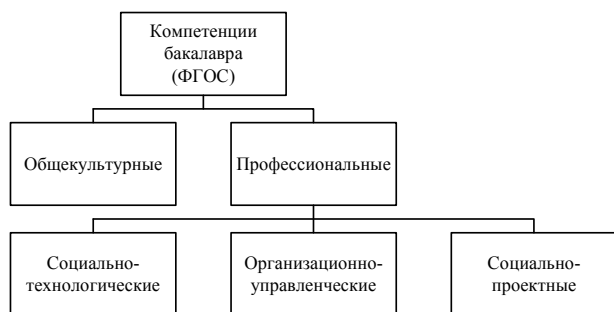 Компетенции
бакалавра
(ФГОС)
Общекультурные
Профессиональные
Социально-
технологические
Организационно-
управленческие
Социально-
проектные